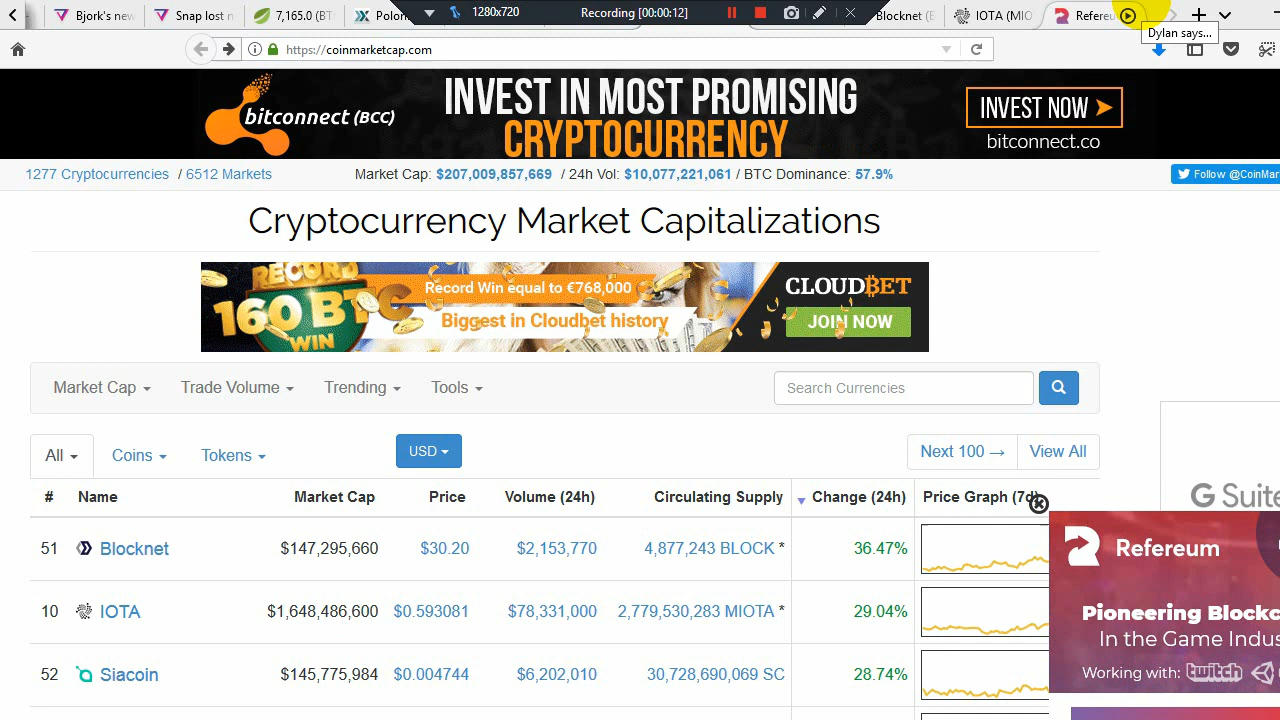 Bjork's new
Snap lost n
7,165.0 (BT
Polon
1280x720
Recording [00:00:12]
Blocknet (B
IOTA (MIO
Refereu
Dylan says...
https://coinmarketcap.com
bitconnect (BCC)
INVEST IN MOST PROMISING
CRYPTOCURRENCY
INVEST NOW
bitconnect.co
1277 Cryptocurrencies / 6512 Markets
Market Cap: $207,009,857,669 / 24h Vol: $10,077,221,061 / BTC Dominance: 57.9%
Follow @CoinMar
Cryptocurrency Market Capitalizations
RECORD
160 BTC
WIN
Record Win equal to €768,000
Biggest in Cloudbet history
CLOUDBET
JOIN NOW
Market Cap Trade Volume Trending Tools
Search Currencies
All Coins Tokens USD Next 100 → View All
# Name Market Cap Price Volume (24h) Circulating Supply Change (24h) Price Graph (7d)
51 Blocknet $147,295,660 $30.20 $2,153,770 4,877,243 BLOCK * 36.47%
10 IOTA $1,648,486,600 $0.593081 $78,331,000 2,779,530,283 MIOTA * 29.04%
52 Siacoin $145,775,984 $0.004744 $6,202,010 30,728,690,069 SC 28.74%
G Suite
Refereum
Pioneering Blockc
In the Game Indus
Working with: twitch